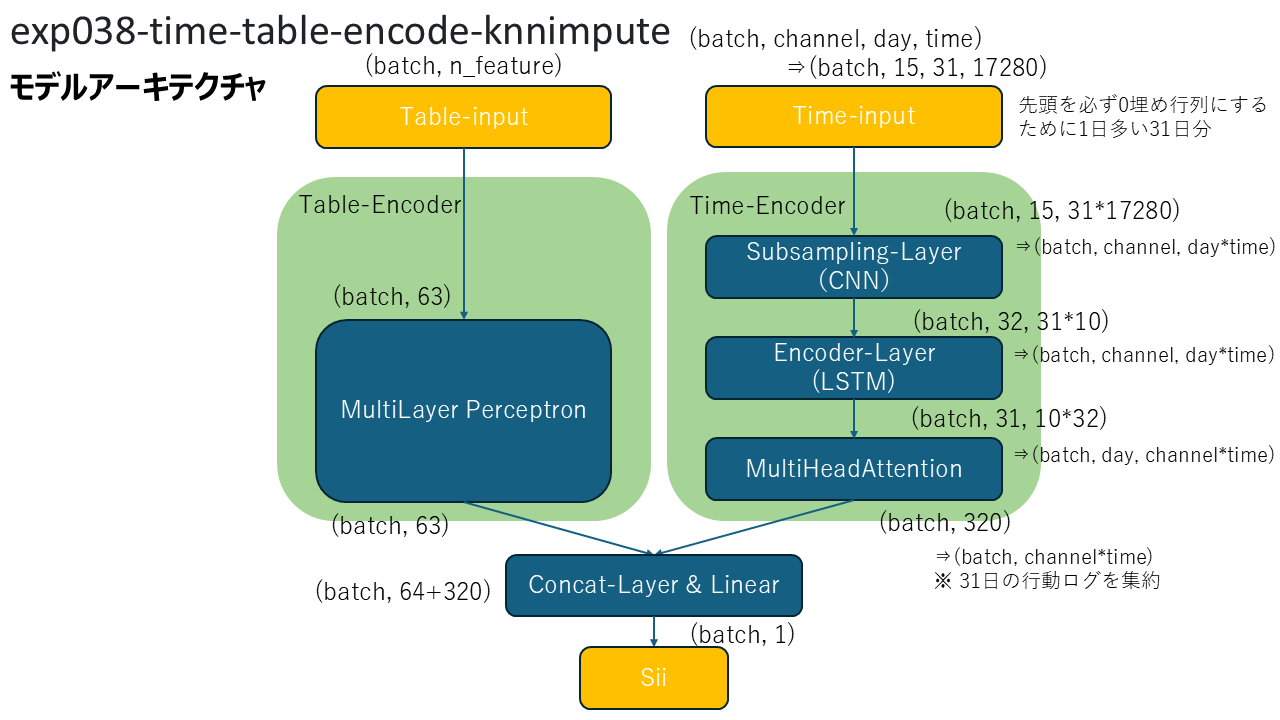 exp038-time-table-encode-knnimpute
モデルアーキテクチャ
(batch, n_feature)
(batch, channel, day, time)
⇒(batch, 15, 31, 17280)
Table-input
Time-input
先頭を必ず0埋め行列にする
ために1日多い31日分
Table-Encoder
Time-Encoder
(batch, 15, 31*17280)
⇒(batch, channel, day*time)
Subsampling-Layer
(CNN)
(batch, 63)
(batch, 32, 31*10)
⇒(batch, channel, day*time)
Encoder-Layer
(LSTM)
MultiLayer Perceptron
(batch, 31, 10*32)
⇒(batch, day, channel*time)
MultiHeadAttention
(batch, 63)
(batch, 320)
⇒(batch, channel*time)
※ 31日の行動ログを集約
(batch, 64+320)
Concat-Layer & Linear
(batch, 1)
Sii